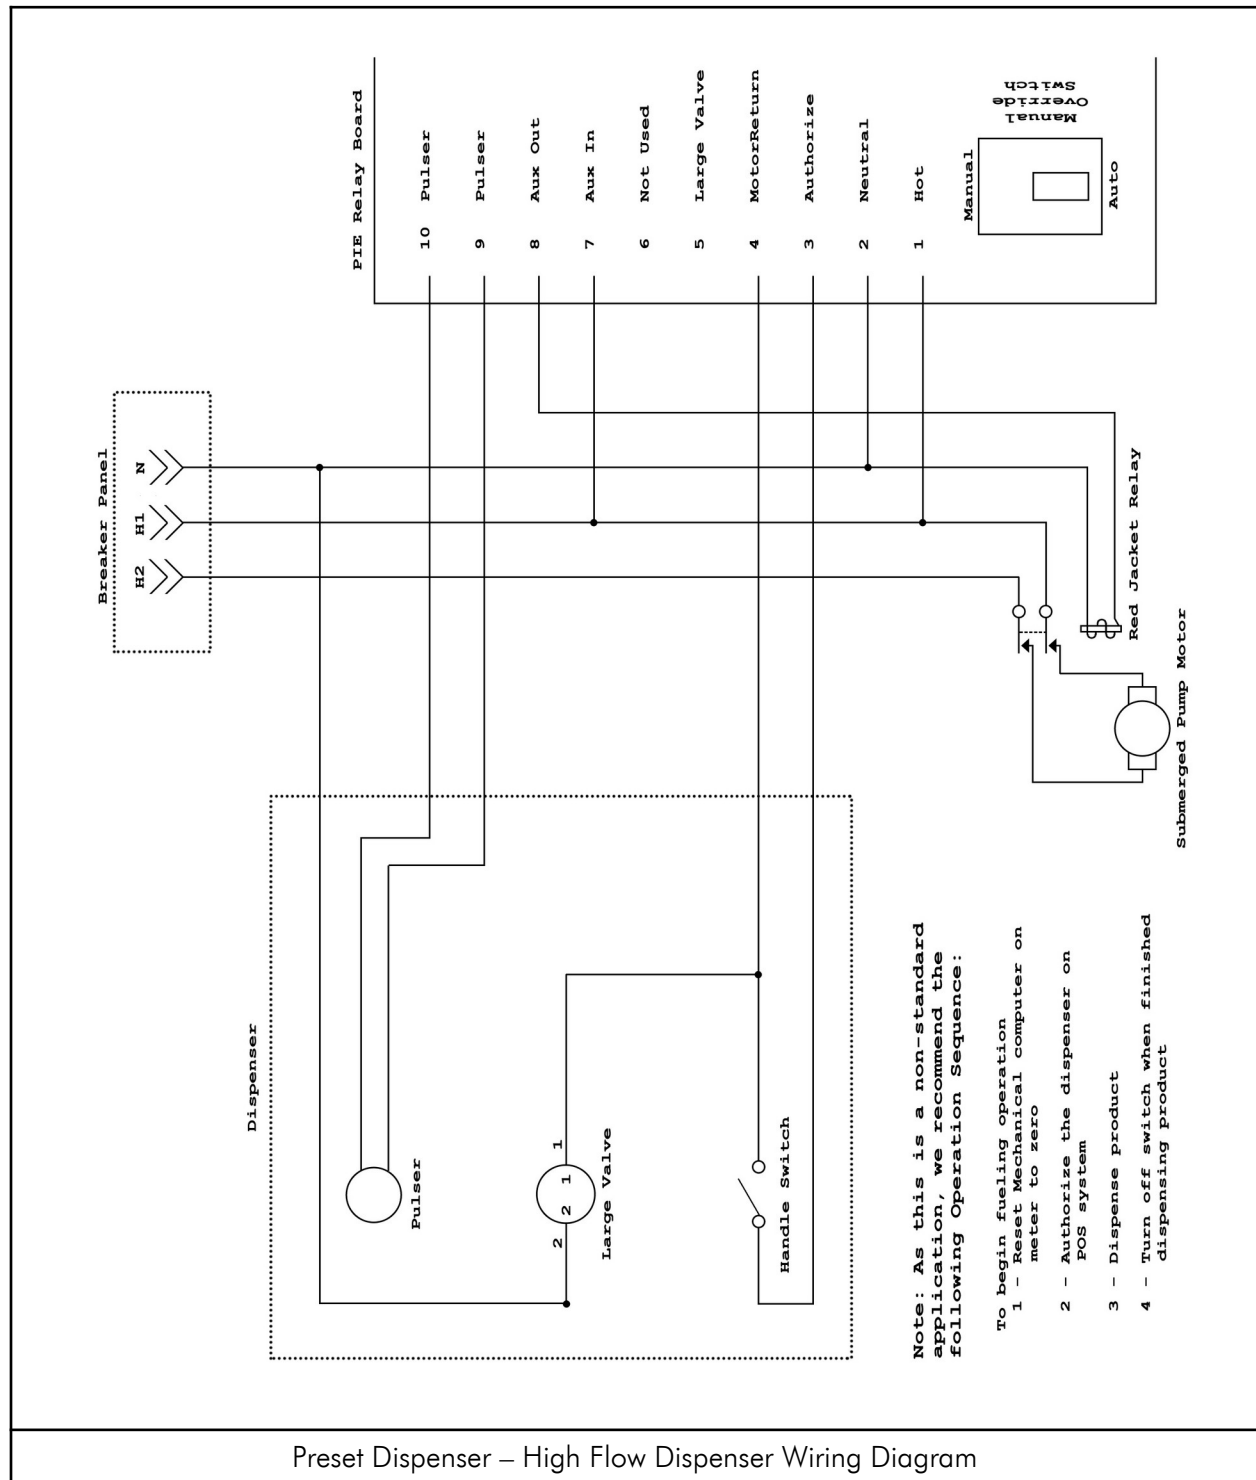 PIE Relay Board
10 Pulser
9 Pulser
8 Aux Out
7 Aux In
6 Not Used
5 Large Valve
4 MotorReturn
3 Authorize
2 Neutral
1 Hot
Manual
Auto
Manual
Override
Switch
Breaker Panel
H2 H1 N
Red Jacket Relay
Submerged Pump Motor
Dispenser
Pulser
2 2 1 1
Large Valve
Handle Switch
Note: As this is a non-standard
application, we recommend the
following Operation Sequence:
To begin fueling operation
1 - Reset Mechanical computer on
meter to zero
2 - Authorize the dispenser on
POS system
3 - Dispense product
4 - Turn off switch when finished
dispensing product
Preset Dispenser – High Flow Dispenser Wiring Diagram